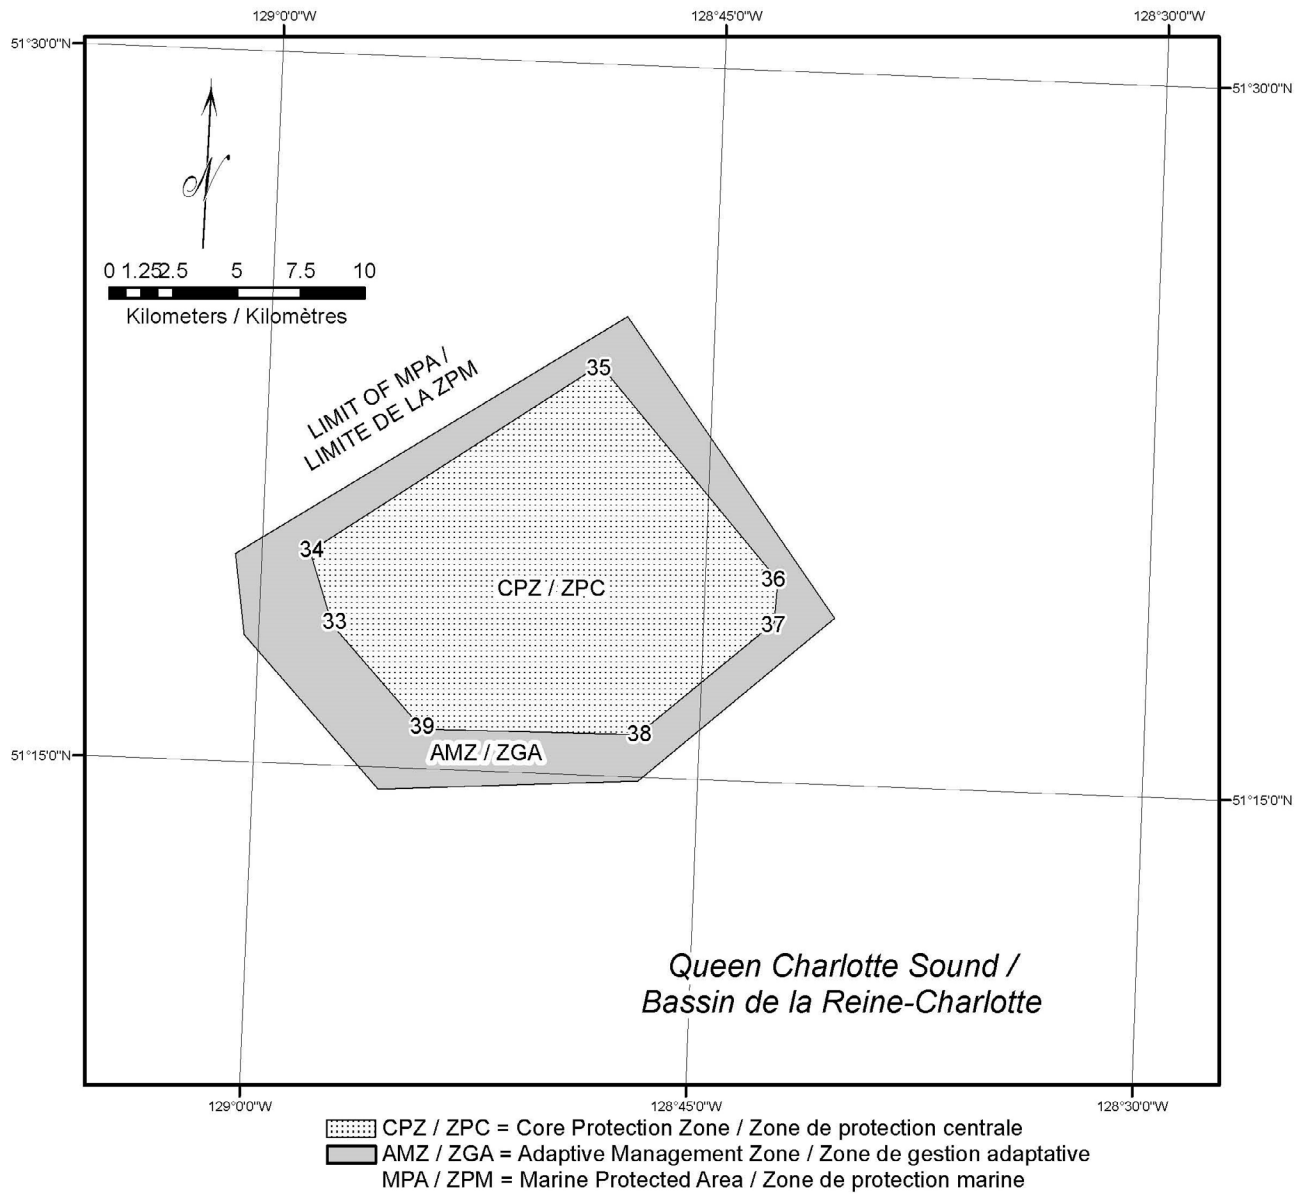 129°0'0"W 128°45'0"W 128°30'0"W
51°30'0"N
51°30'0"N
N
0 1.25 2.5 5 7.5 10
Kilometers / Kilomètres
LIMIT OF MPA /
LIMITE DE LA ZPM
35
34
36
CPZ / ZPC
33
37
39
38
AMZ / ZGA
51°15'0"N
51°15'0"N
Queen Charlotte Sound /
Bassin de la Reine-Charlotte
129°0'0"W 128°45'0"W 128°30'0"W
CPZ / ZPC = Core Protection Zone / Zone de protection centrale
AMZ / ZGA = Adaptive Management Zone / Zone de gestion adaptative
MPA / ZPM = Marine Protected Area / Zone de protection marine